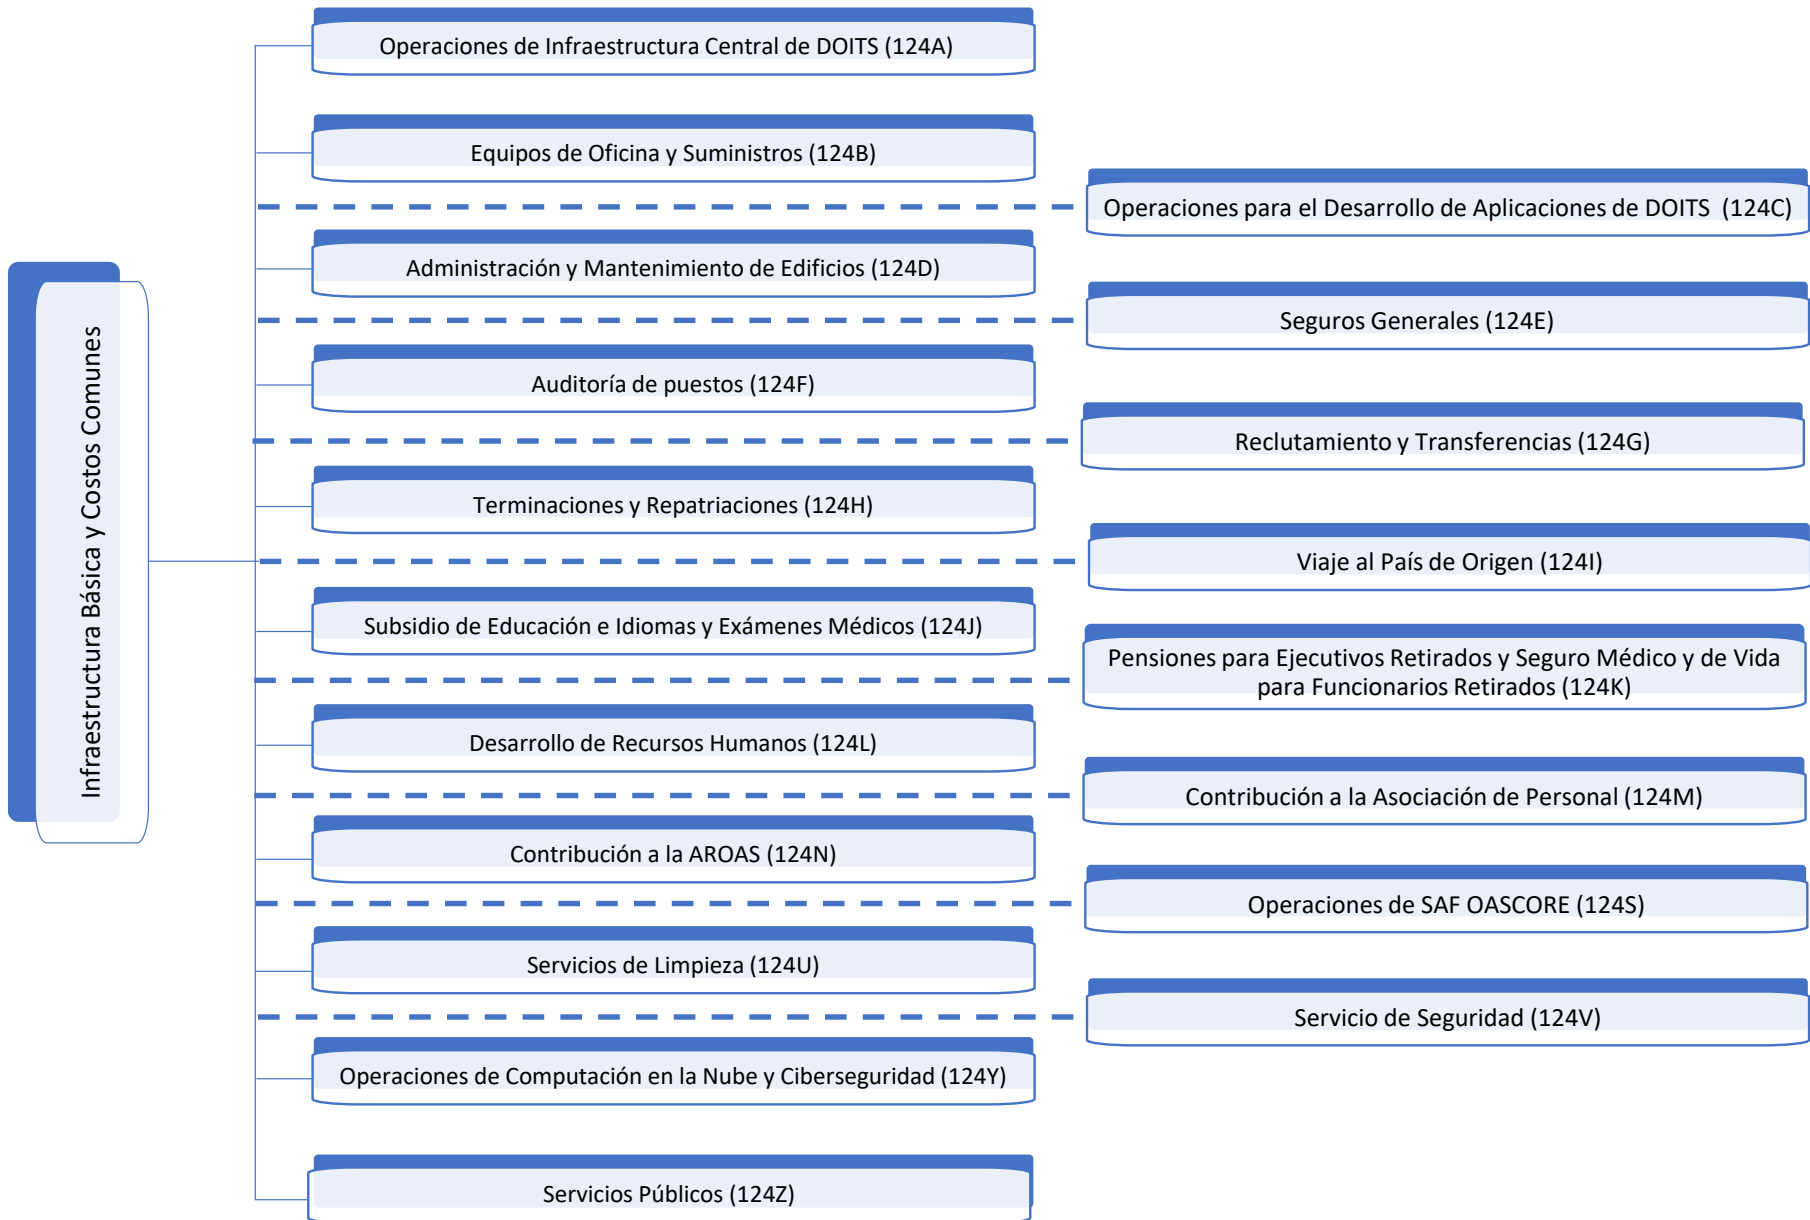 Infraestructura Básica y Costos Comunes
Operaciones de Infraestructura Central de DOITS (124A)
Equipos de Oficina y Suministros (124B)
Operaciones para el Desarrollo de Aplicaciones de DOITS (124C)
Administración y Mantenimiento de Edificios (124D)
Seguros Generales (124E)
Auditoría de puestos (124F)
Reclutamiento y Transferencias (124G)
Terminaciones y Repatriaciones (124H)
Viaje al País de Origen (124I)
Subsidio de Educación e Idiomas y Exámenes Médicos (124J)
Pensiones para Ejecutivos Retirados y Seguro Médico y de Vida
para Funcionarios Retirados (124K)
Desarrollo de Recursos Humanos (124L)
Contribución a la Asociación de Personal (124M)
Contribución a la AROAS (124N)
Operaciones de SAF OASCORE (124S)
Servicios de Limpieza (124U)
Servicio de Seguridad (124V)
Operaciones de Computación en la Nube y Ciberseguridad (124Y)
Servicios Públicos (124Z)